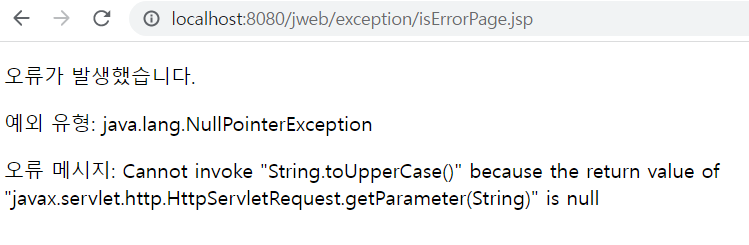 localhost:8080/jweb/exception/isErrorPage.jsp
오류가 발생했습니다.
예외 유형: java.lang.NullPointerException
오류 메시지: Cannot invoke "String.toUpperCase()" because the return value of
"javax.servlet.http.HttpServletRequest.getParameter(String)" is null